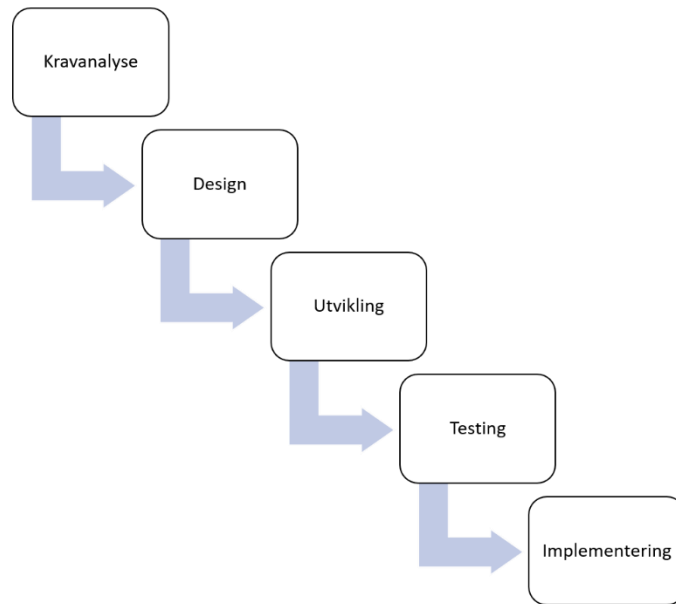 Kravanalyse
Design
Utvikling
Testing
Implementering